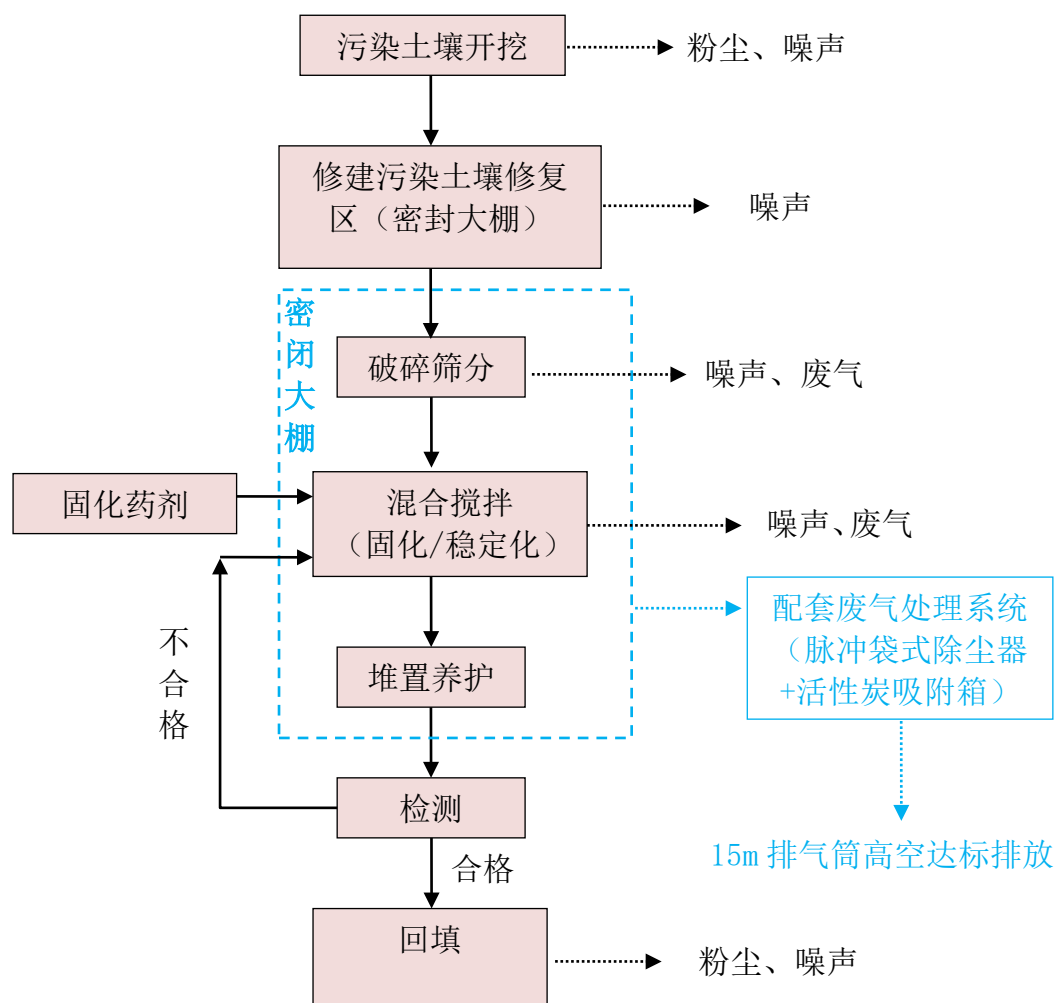 污染土壤开挖
粉尘、噪声
修建污染土壤修复
区（密封大棚）
噪声
密
闭
大
棚
破碎筛分
噪声、废气
固化药剂
混合搅拌
（固化/稳定化）
噪声、废气
配套废气处理系统
（脉冲袋式除尘器
+活性炭吸附箱）
不
合
格
堆置养护
检测
15m 排气筒高空达标排放
合格
回填
粉尘、噪声